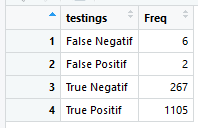 testings Freq
1 False Negatif 6
2 False Positif 2
3 True Negatif 267
4 True Positif 1105